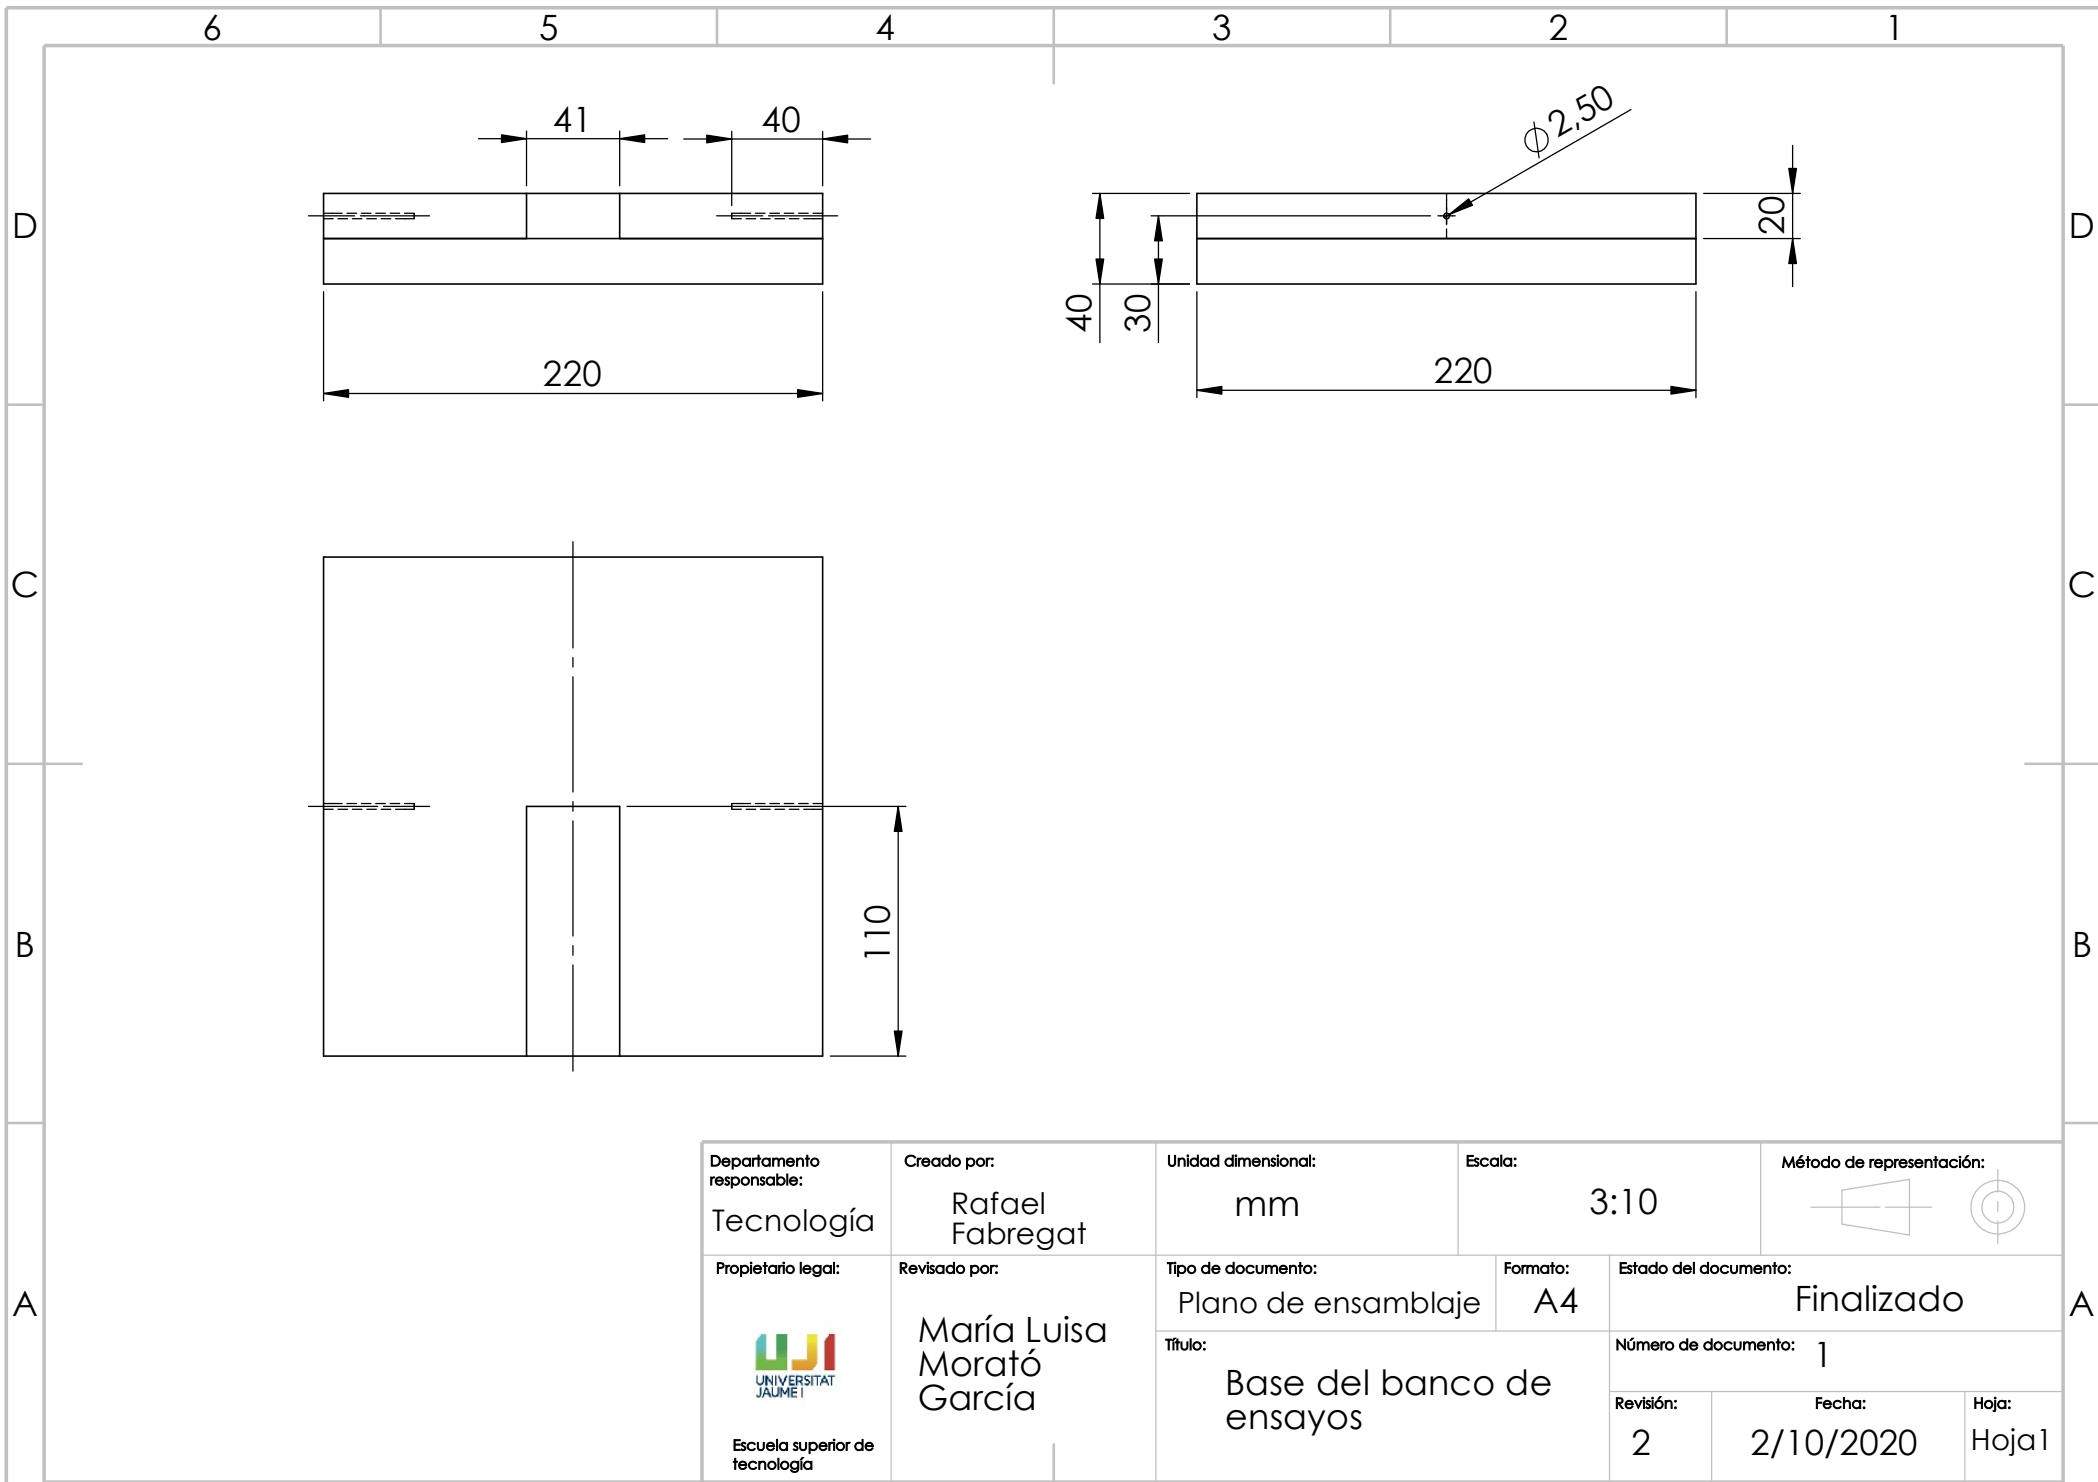 6 5 4 3 2 1
41 40
Ø 2,50
D D
20
40 30
220 220
C C
110
B B
Departamento responsable:
Tecnología
Creado por:
Rafael
Fabregat
Unidad dimensional:
mm
Escala:
3:10
Método de representación:
Propietario legal:
UNIVERSITAT
JAUME I
Escuela superior de
tecnología
Revisado por:
María Luisa
Morató
García
Tipo de documento:
Plano de ensamblaje
Formato:
A4
Estado del documento:
Finalizado
Título:
Base del banco de
ensayos
Número de documento: 1
Revisión:
2
Fecha:
2/10/2020
Hoja:
Hoja1
A A